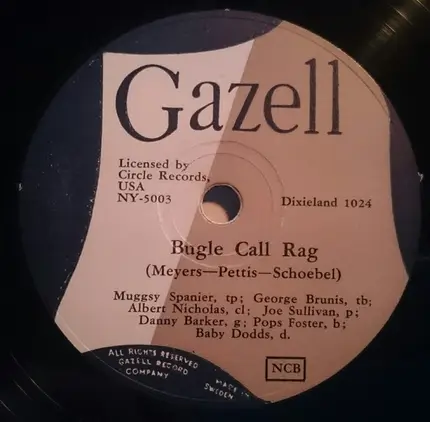 Gazell
Licensed by
Circle Records,
USA
NY-5003
Dixieland 1024
Bugle Call Rag
(Meyers—Pettis—Schoebel)
Muggsy Spanier, tp; George Brunis, tb;
Albert Nicholas, cl; Joe Sullivan, p;
Danny Barker, g; Pops Foster, b;
Baby Dodds, d.
ALL RIGHTS RESERVED
GAZELL RECORD
COMPANY
MADE IN
SWEDEN
NCB